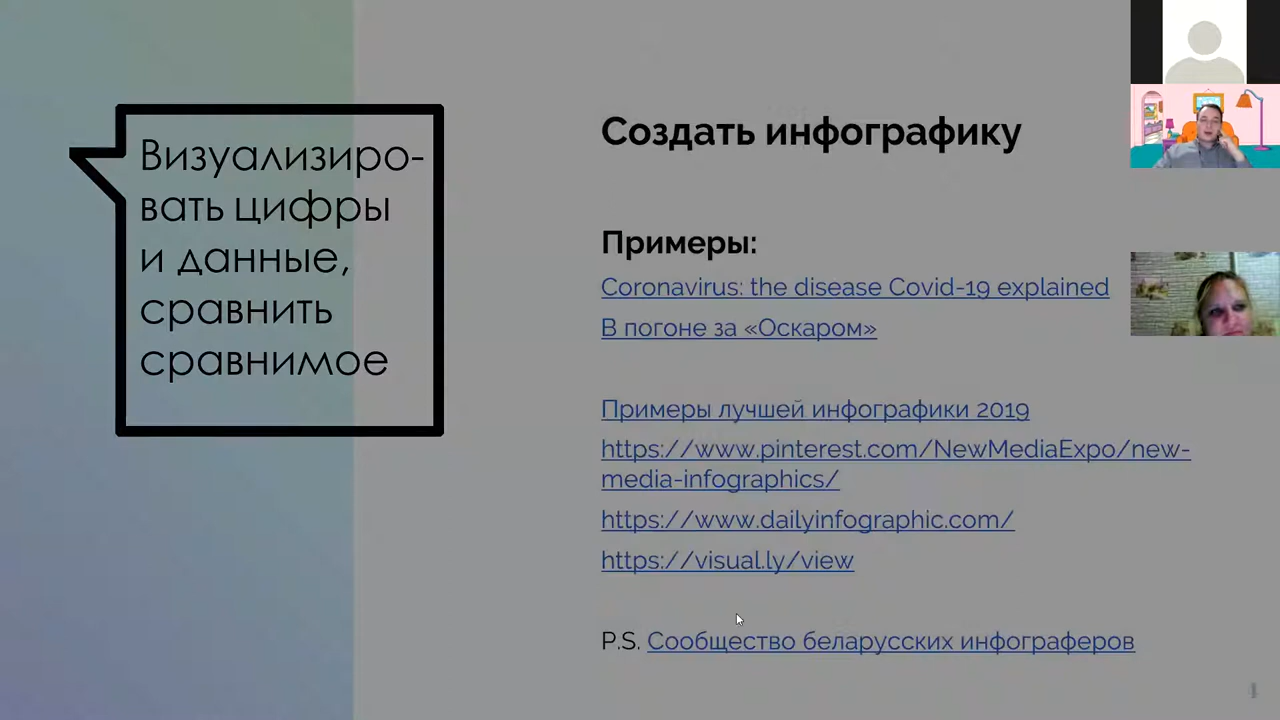 Визуализиро-
вать цифры
и данные,
сравнить
сравнимое
Создать инфографику
Примеры:
Coronavirus: the disease Covid-19 explained
В погоне за «Оскаром»
Примеры лучшей инфографики 2019
https://www.pinterest.com/NewMediaExpo/new-
media-infographics/
https://www.dailyinfographic.com/
https://visual.ly/view
P.S. Сообщество беларусских инфограферов